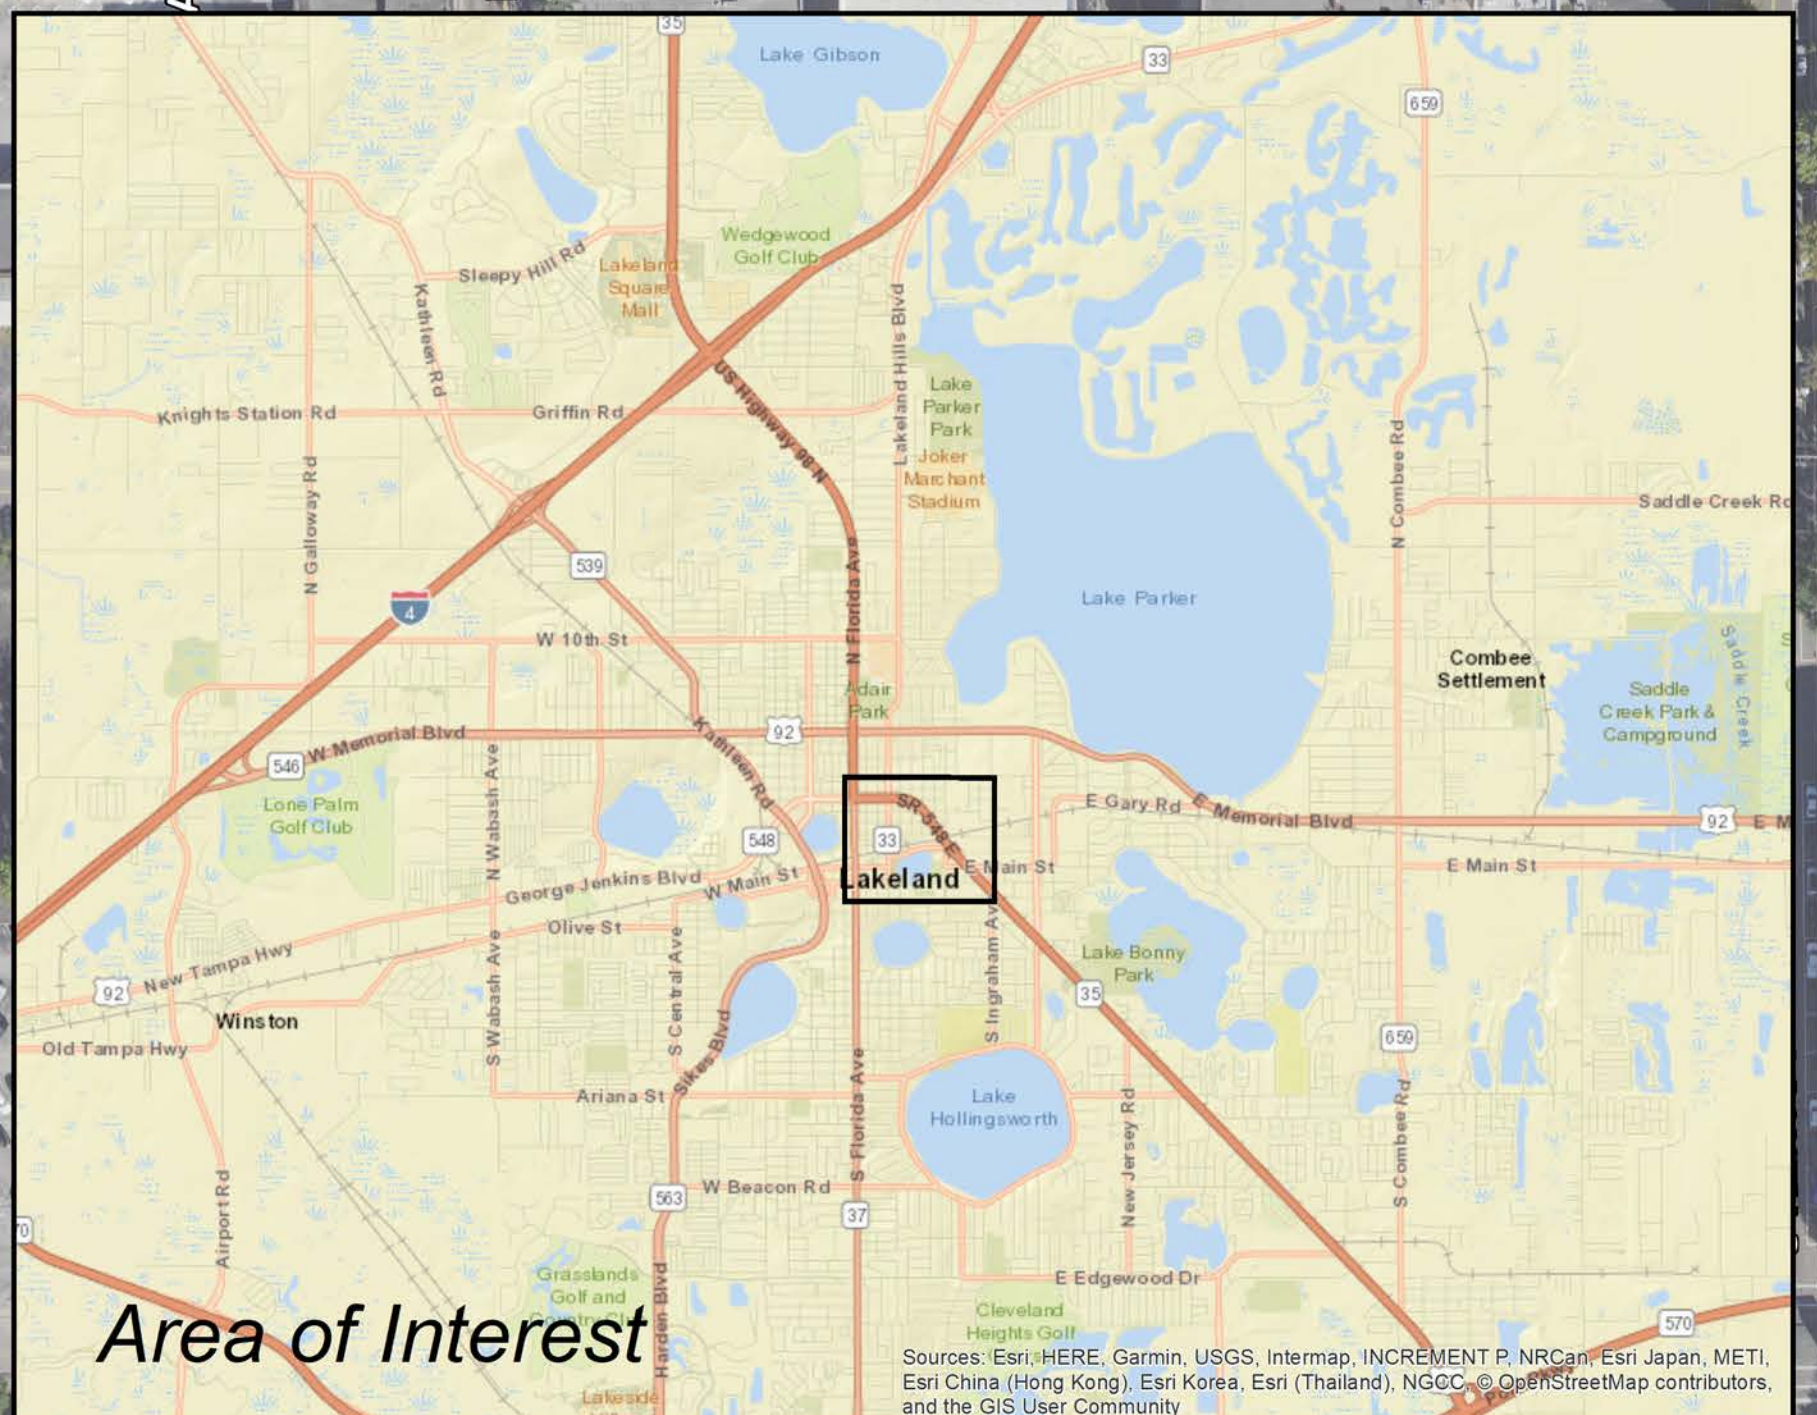 35
Lake Gibson
33
659
Wedgewood
Golf Club
Sleepy Hill Rd
Lakeland
Square
Mall
Kathleen Rd
Lakeland Hills Blvd
US Highway 98 N
Lake
Parker
Park
Knights Station Rd
Griffin Rd
Joker
Marchant
Stadium
N Combee Rd
Saddle Creek Rd
N Galloway Rd
539
4
N Florida Ave
Lake Parker
W 10th St
Combee
Settlement
Saddle Creek
Adair
Park
Saddle
Creek Park &
Campground
92
W Memorial Blvd
546
Kathleen Rd
N Wabash Ave
Lone Palm
Golf Club
SR-548 E
E Gary Rd
E Memorial Blvd
92
E M
548
33
E Main St
E Main St
Lakeland
George Jenkins Blvd
W Main St
Olive St
New Tampa Hwy
92
S Wabash Ave
S Central Ave
S Ingraham Av
Lake Bonny
Park
35
Winston
Old Tampa Hwy
Sikes Blvd
659
Ariana St
S Florida Ave
Lake
Hollingsworth
New Jersey Rd
S Combee Rd
W Beacon Rd
563
37
Airport Rd
E Edgewood Dr
Grasslands
Golf and
Harden Blvd
Cleveland
Heights Golf
570
Area of Interest
Lakeside
Sources: Esri, HERE, Garmin, USGS, Intermap, INCREMENT P, NRCan, Esri Japan, METI,
Esri China (Hong Kong), Esri Korea, Esri (Thailand), NGCC, © OpenStreetMap contributors,
and the GIS User Community